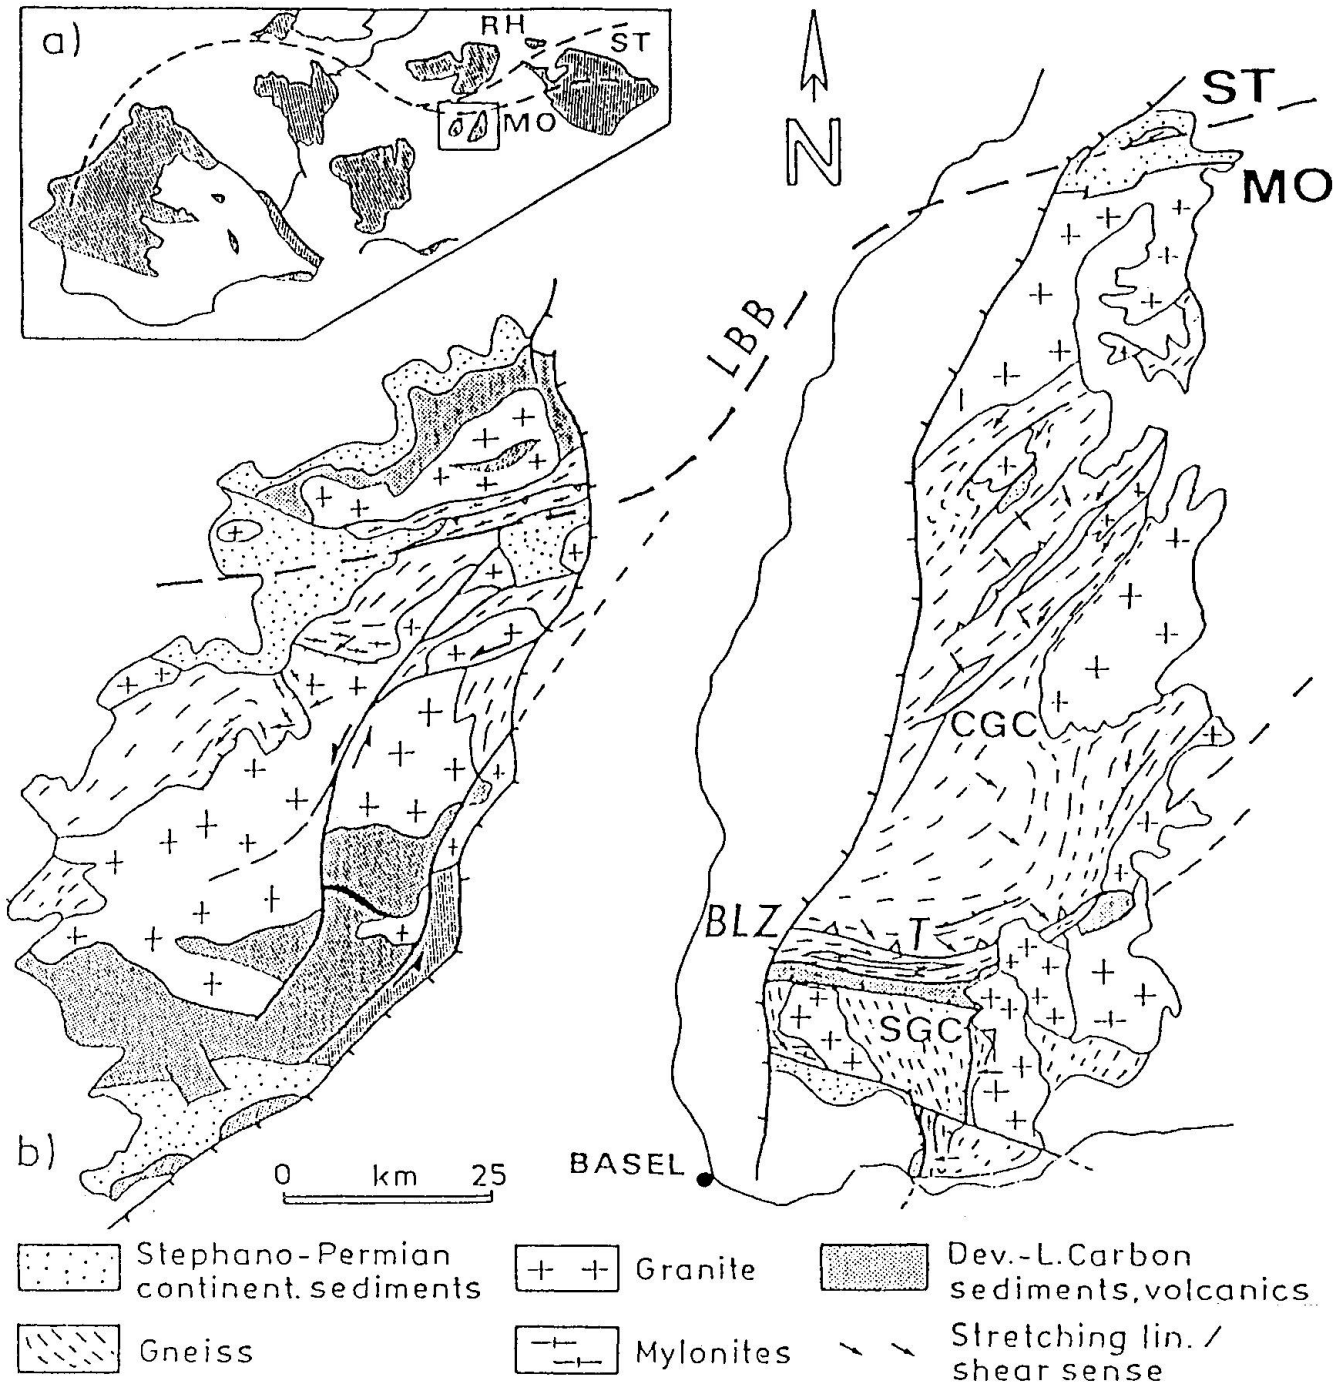 a)
RH
ST
MO
N
ST
MO
LBB
CGC
BLZ
T
SGC
b)
0 km 25
BASEL
Stephano-Permian
continent. sediments
Granite
Dev.-L.Carbon
sediments, volcanics
Gneiss
Mylonites
Stretching lin. /
shear sense